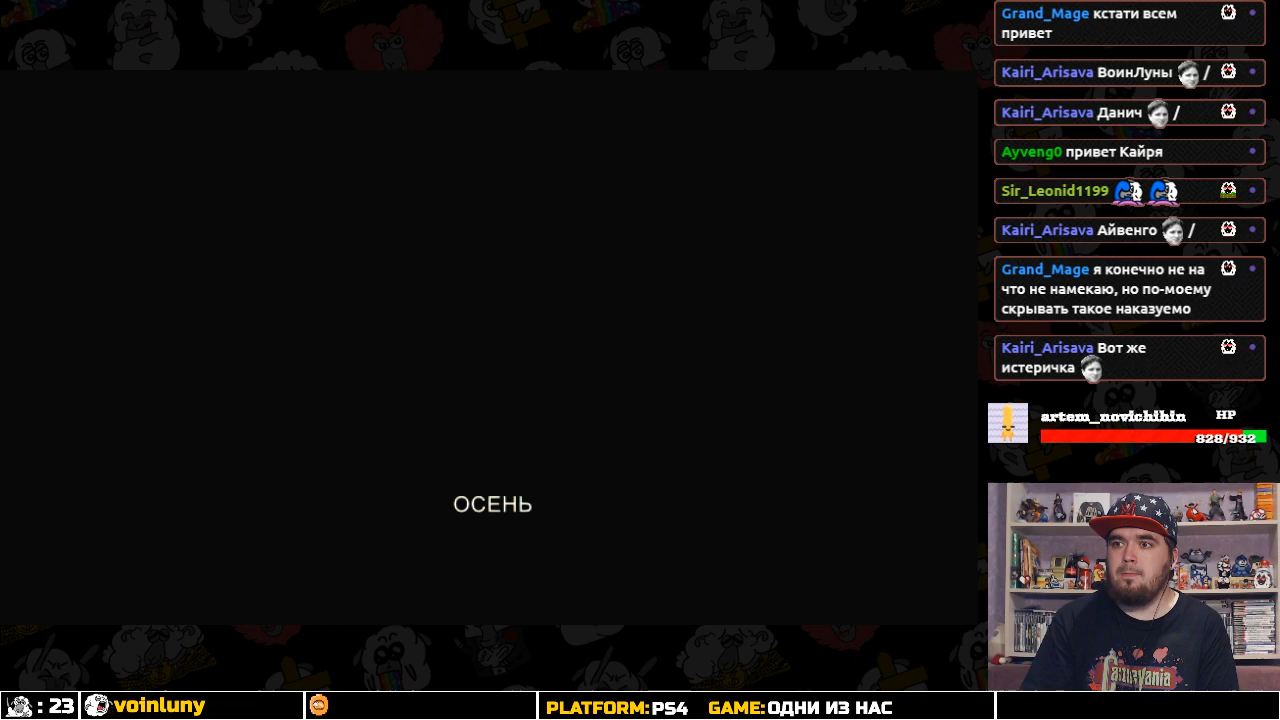 Grand_Mage кстати всем
привет
Kairi_Arisava ВоинЛуны /
Kairi_Arisava Данич /
Ayveng0 привет Кайря
Sir_Leonid1199
Kairi_Arisava Айвенго /
Grand_Mage я конечно не на
что не намекаю, но по-моему
скрывать такое наказуемо
Kairi_Arisava Вот же
истеричка
artem_novichihin HP
828/932
ОСЕНЬ
Castlevania
: 23 voinluny PLATFORM:PS4 GAME:ОДНИ ИЗ НАС